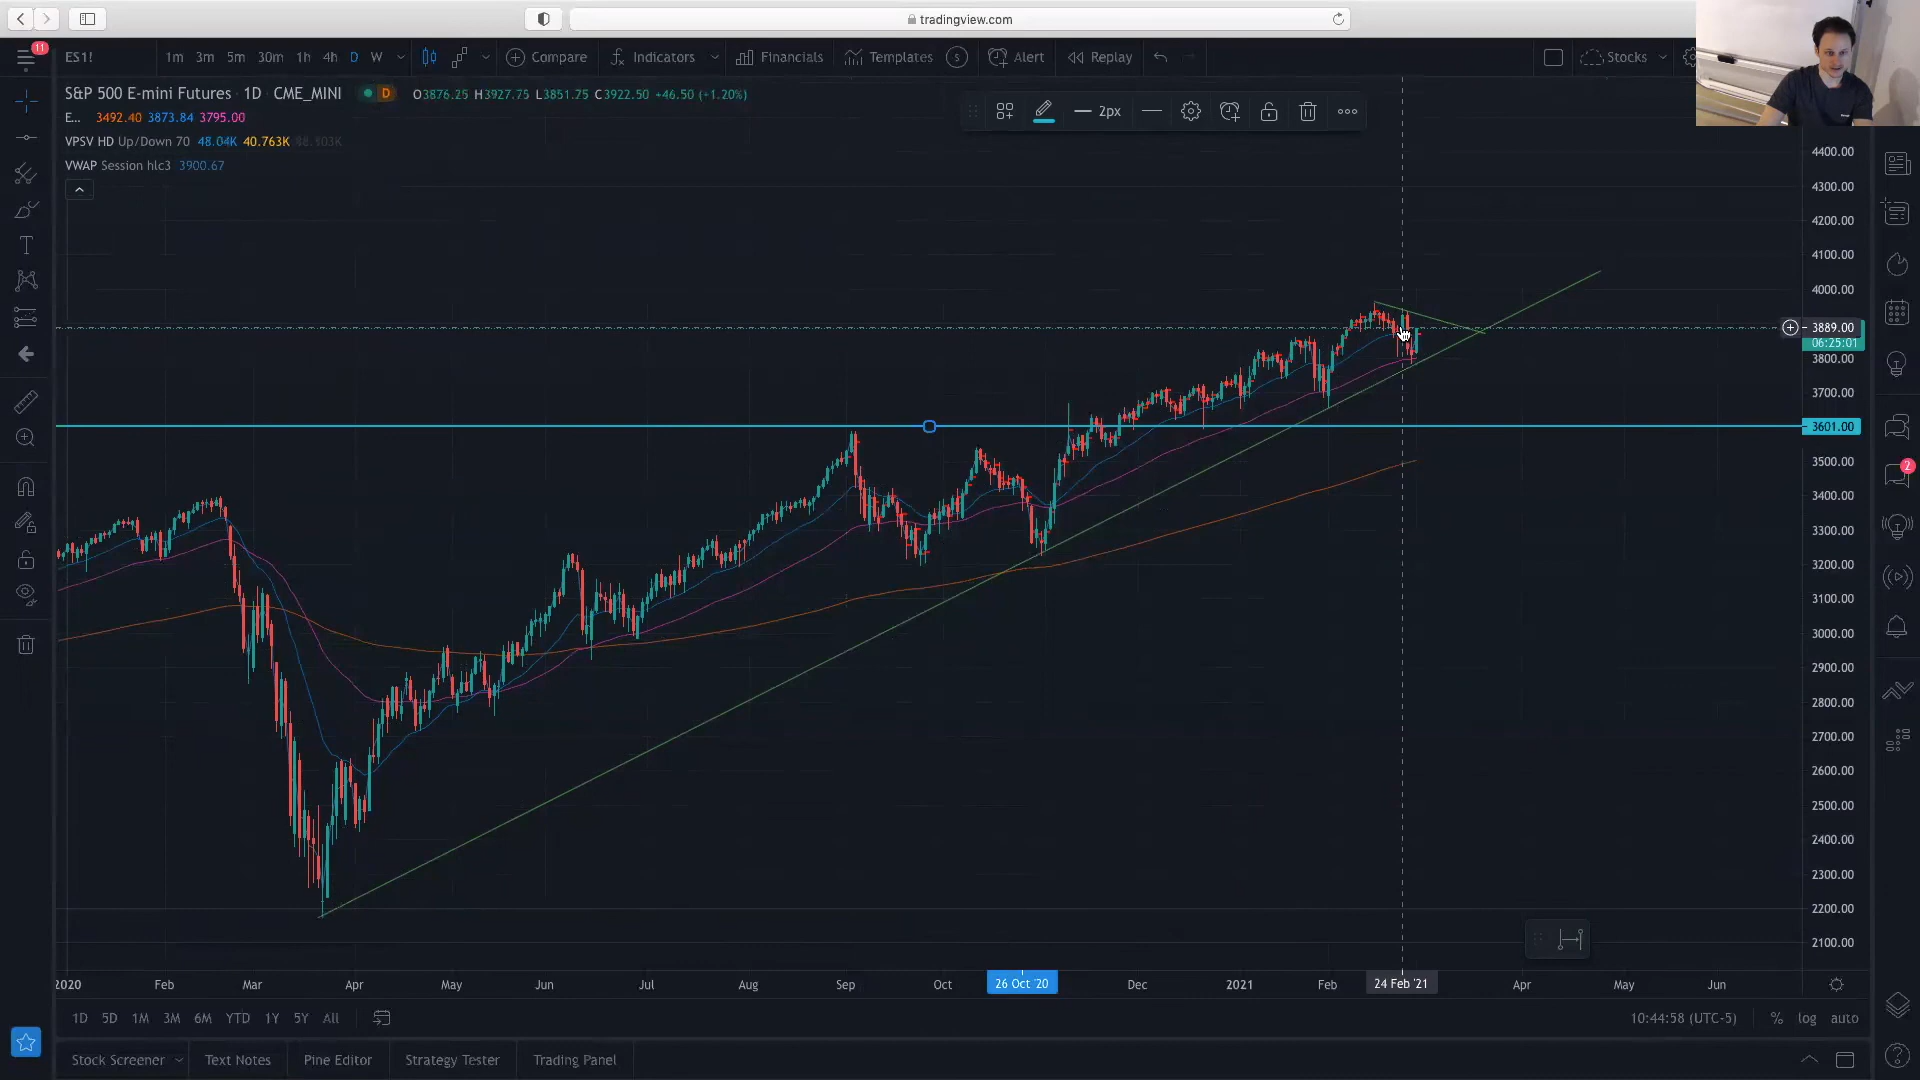 tradingview.com
11
ES1!
1m 3m 5m 30m 1h 4h D W
Compare
Indicators
Financials
Templates
S
Alert
Replay
Stocks
S&P 500 E-mini Futures · 1D · CME_MINI
D
O3876.25 H3927.75 L3851.75 C3922.50 +46.50 (+1.20%)
2px
E... 3492.40 3873.84 3795.00
VPSV HD Up/Down 70 48.04K 40.763K
VWAP Session hlc3 3900.67
4400.00
4300.00
4200.00
4100.00
4000.00
3889.00
06:25:01
3800.00
3700.00
3601.00
3500.00
3400.00
3300.00
3200.00
3100.00
3000.00
2900.00
2800.00
2700.00
2600.00
2500.00
2400.00
2300.00
2200.00
2100.00
2
2020 Feb Mar Apr May Jun Jul Aug Sep Oct 26 Oct '20 Dec 2021 Feb 24 Feb '21 Apr May Jun
1D 5D 1M 3M 6M YTD 1Y 5Y All
10:44:58 (UTC-5) % log auto
Stock Screener Text Notes Pine Editor Strategy Tester Trading Panel